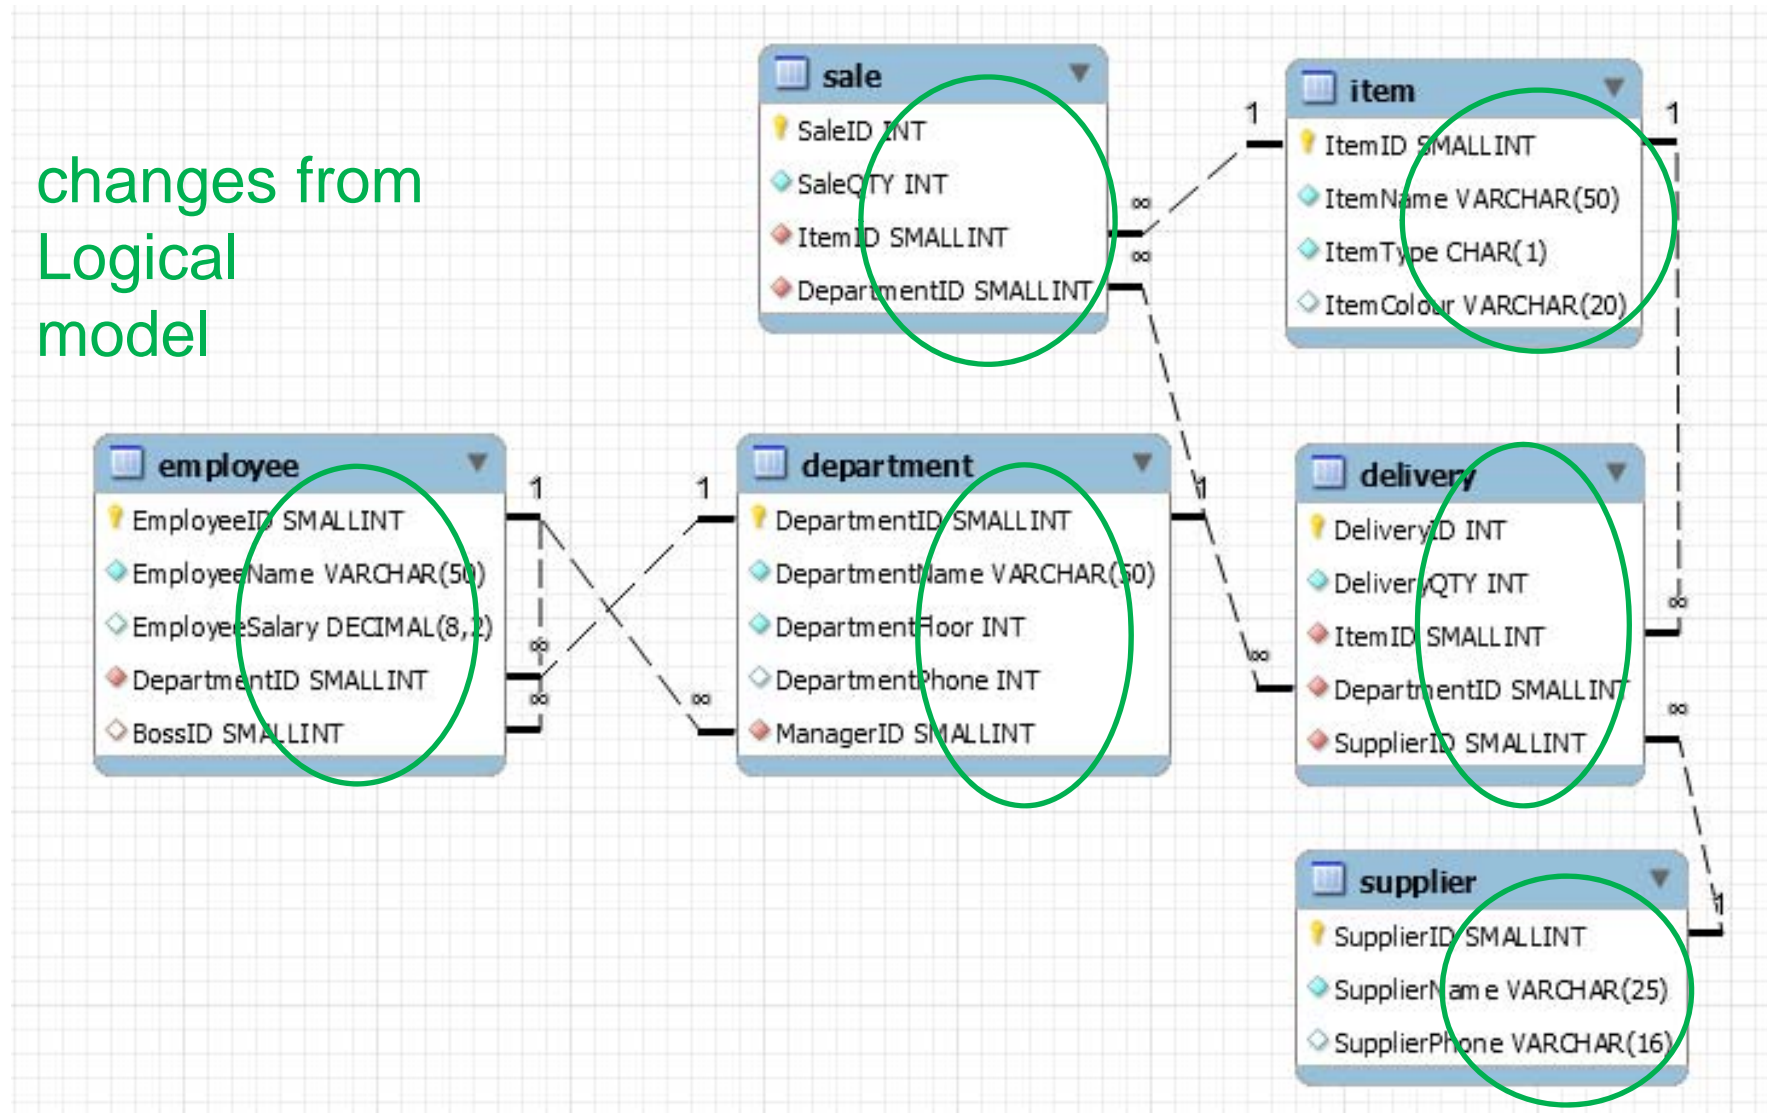 changes from
Logical
model
sale
SaleID INT
SaleQTY INT
ItemID SMALLINT
DepartmentID SMALLINT
1
∞
∞
item
ItemID SMALLINT
ItemName VARCHAR(50)
ItemType CHAR(1)
ItemColour VARCHAR(20)
1
employee
EmployeeID SMALLINT
EmployeeName VARCHAR(50)
EmployeeSalary DECIMAL(8,2)
DepartmentID SMALLINT
BossID SMALLINT
1
∞
∞
1
∞
department
DepartmentID SMALLINT
DepartmentName VARCHAR(50)
DepartmentFloor INT
DepartmentPhone INT
ManagerID SMALLINT
1
∞
delivery
DeliveryID INT
DeliveryQTY INT
ItemID SMALLINT
DepartmentID SMALLINT
SupplierID SMALLINT
∞
∞
1
supplier
SupplierID SMALLINT
SupplierName VARCHAR(25)
SupplierPhone VARCHAR(16)